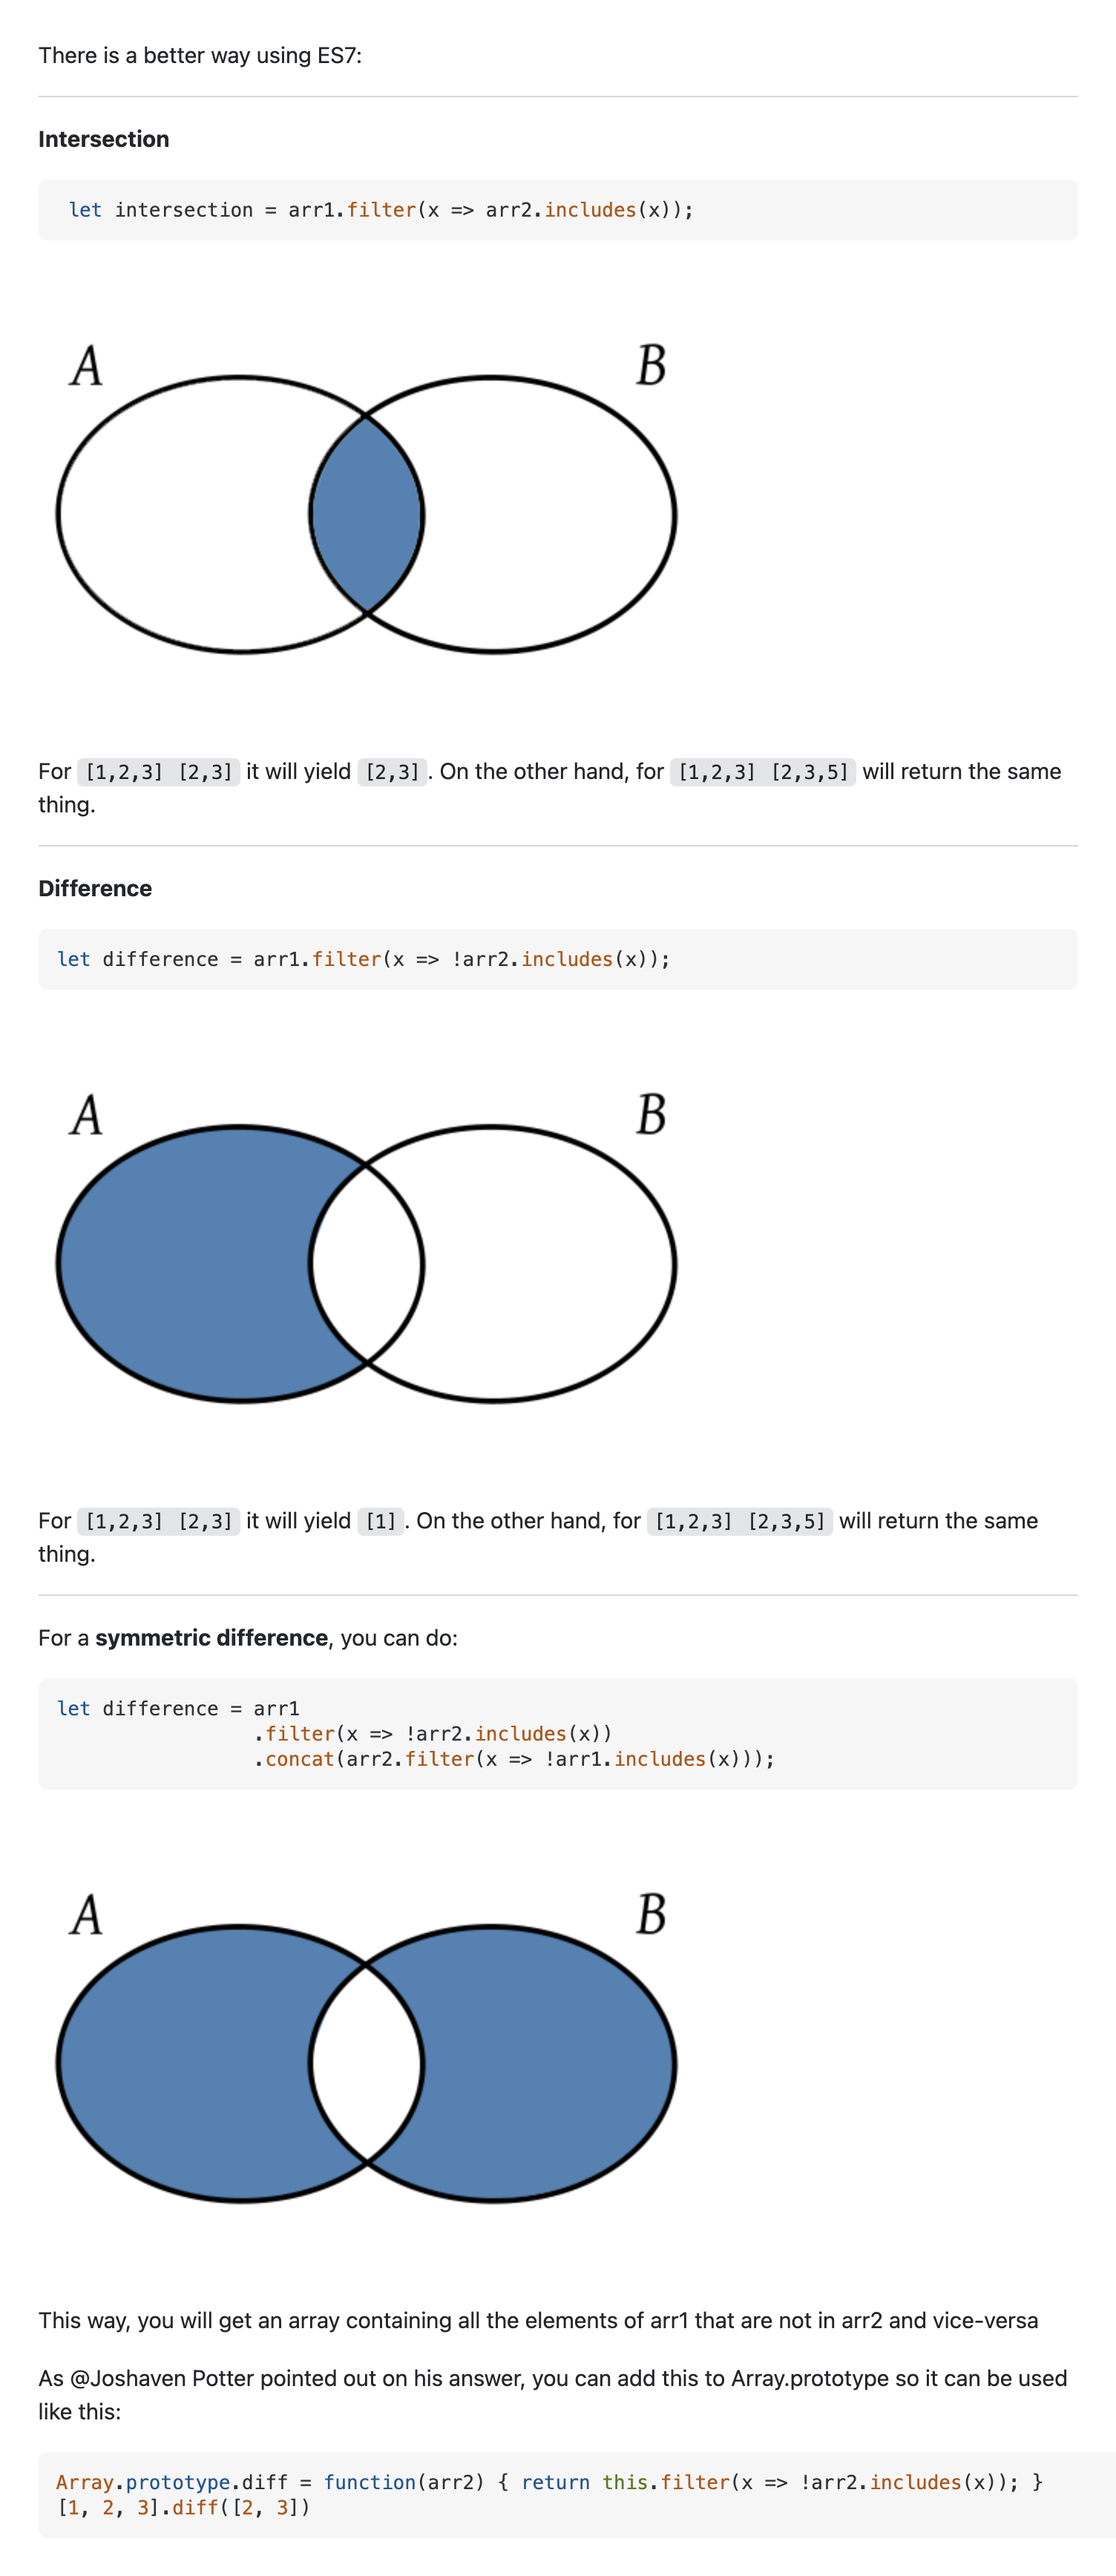 There is a better way using ES7:
Intersection
let intersection = arr1.filter(x => arr2.includes(x));
A
B
For [1,2,3] [2,3] it will yield [2,3]. On the other hand, for [1,2,3] [2,3,5] will return the same
thing.
Difference
let difference = arr1.filter(x => !arr2.includes(x));
A
B
For [1,2,3] [2,3] it will yield [1]. On the other hand, for [1,2,3] [2,3,5] will return the same
thing.
For a symmetric difference, you can do:
let difference = arr1
.filter(x => !arr2.includes(x))
.concat(arr2.filter(x => !arr1.includes(x)));
A
B
This way, you will get an array containing all the elements of arr1 that are not in arr2 and vice-versa
As @Joshaven Potter pointed out on his answer, you can add this to Array.prototype so it can be used
like this:
Array.prototype.diff = function(arr2) { return this.filter(x => !arr2.includes(x)); }
[1, 2, 3].diff([2, 3])